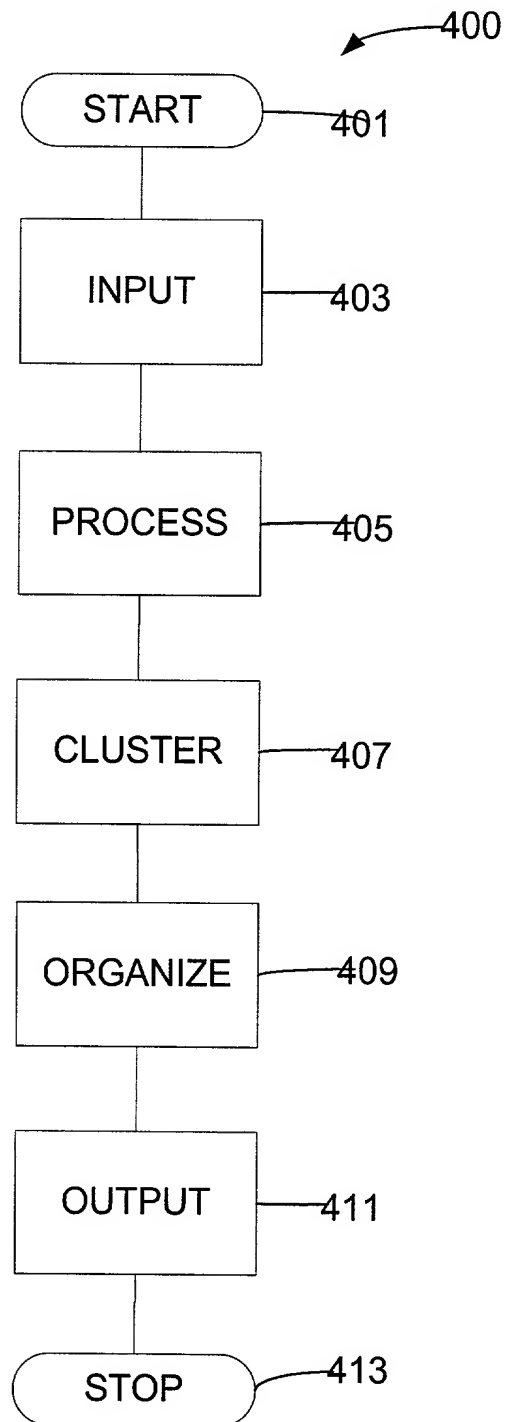 400
START
401
INPUT
403
PROCESS
405
CLUSTER
407
ORGANIZE
409
OUTPUT
411
STOP
413